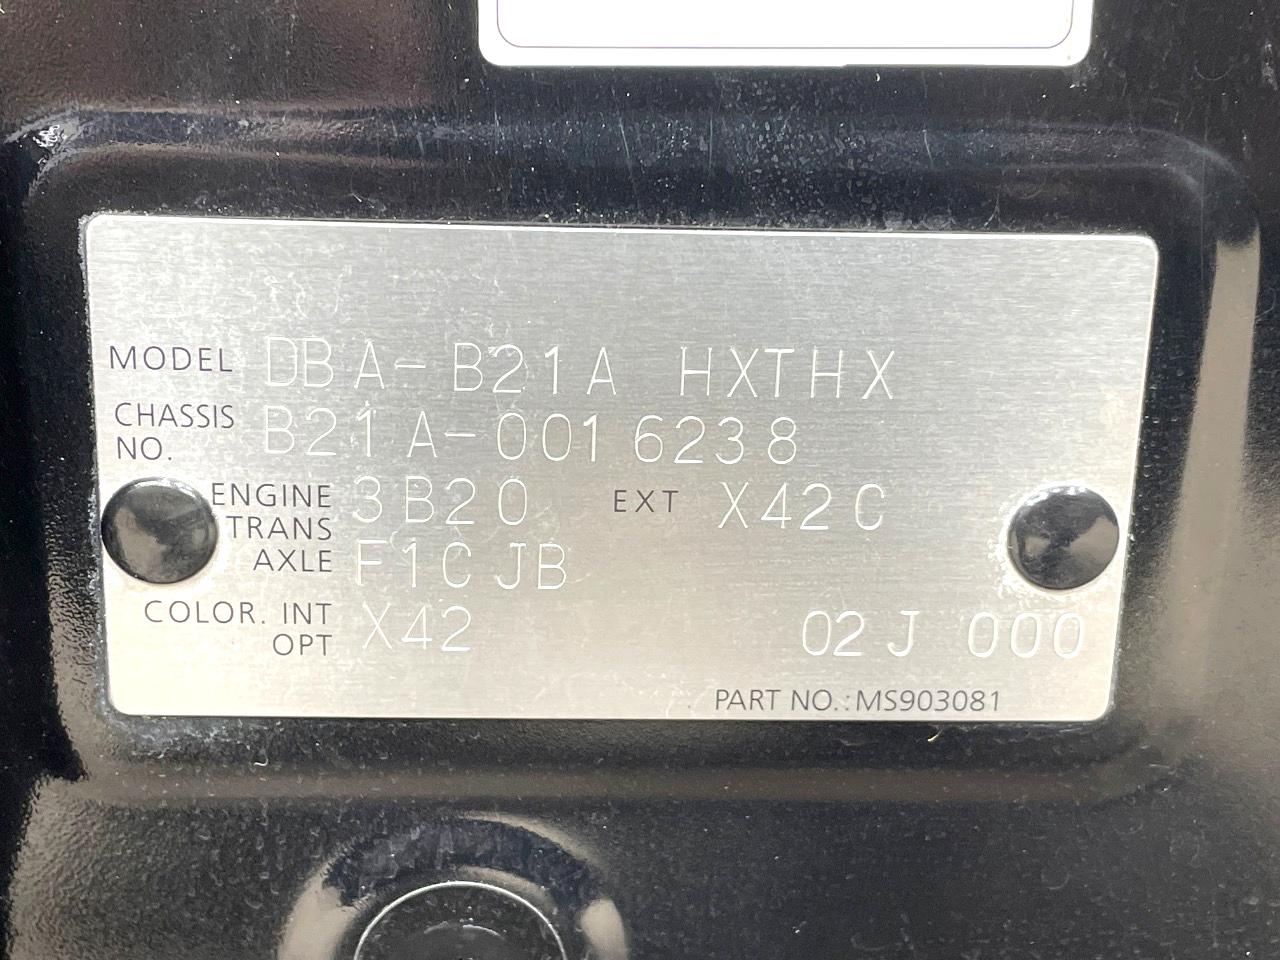 MODEL DBA-B21A HXTHX
CHASSIS NO. B21A-0016238
ENGINE 3B20 EXT X42C
TRANS AXLE F1CJB
COLOR. INT OPT X42 02J 000
PART NO.:MS903081